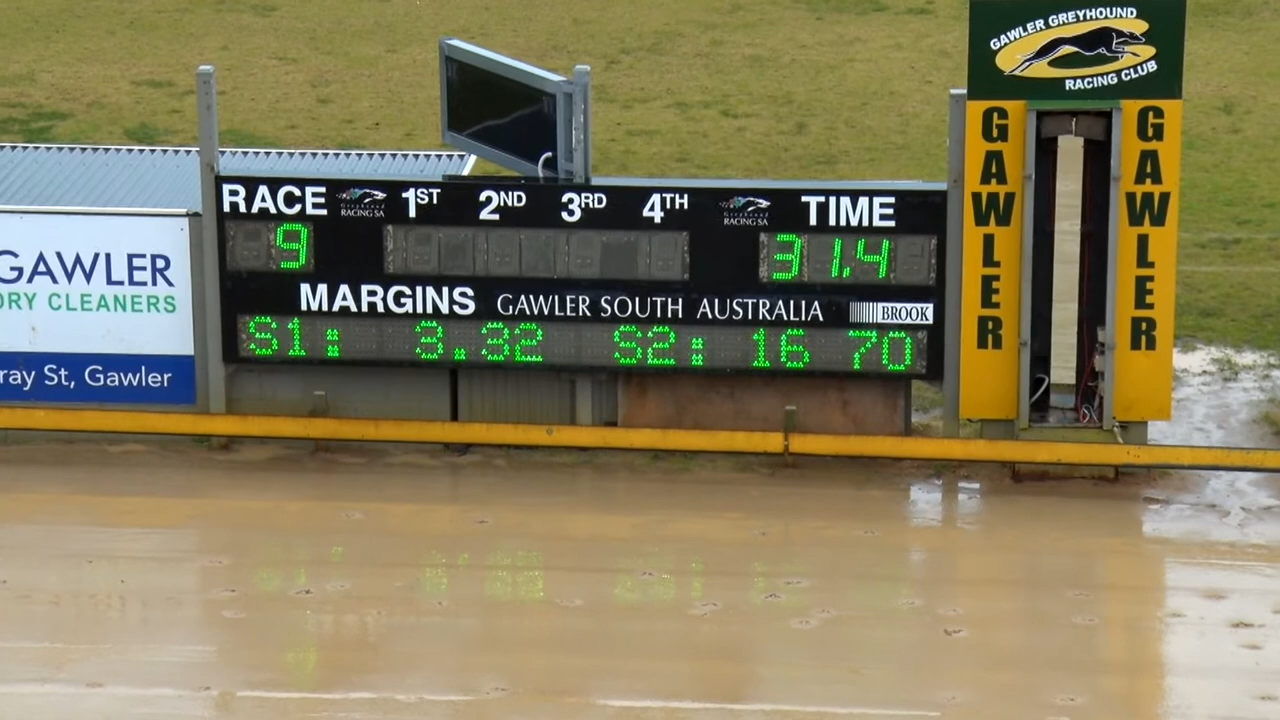 GAWLER GREYHOUND
RACING CLUB
RACE
Greyhound
RACING SA
1ST 2ND 3RD 4TH
Greyhound
RACING SA
TIME
9 31.4
MARGINS GAWLER SOUTH AUSTRALIA BROOK
S1: 3.32 S2: 16 70
GAWLER
GAWLER
GAWLER
ORY CLEANERS
ray St, Gawler